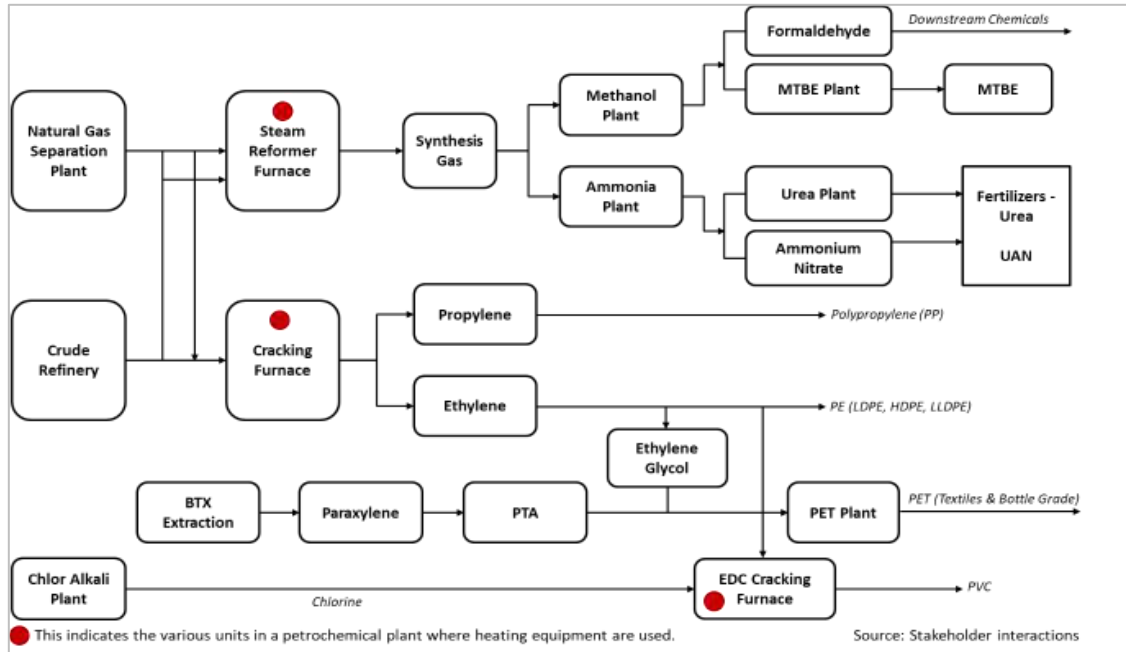 Formaldehyde
Downstream Chemicals
MTBE Plant
MTBE
Methanol
Plant
Natural Gas
Separation
Plant
Steam
Reformer
Furnace
Synthesis
Gas
Ammonia
Plant
Urea Plant
Ammonium
Nitrate
Fertilizers -
Urea
UAN
Crude
Refinery
Cracking
Furnace
Propylene
Polypropylene (PP)
Ethylene
PE (LDPE, HDPE, LLDPE)
Ethylene
Glycol
BTX
Extraction
Paraxylene
PTA
PET Plant
PET (Textiles & Bottle Grade)
Chlor Alkali
Plant
Chlorine
EDC Cracking
Furnace
PVC
This indicates the various units in a petrochemical plant where heating equipment are used.
Source: Stakeholder interactions